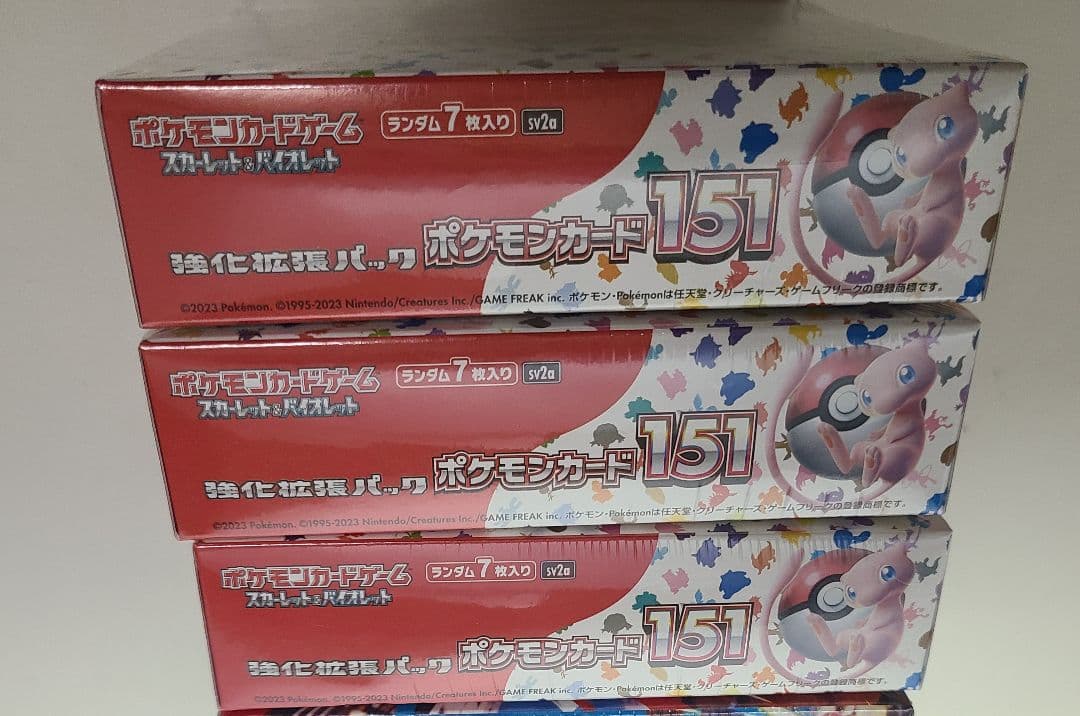 ポケモンカードゲーム
スカーレット&バイオレット
ランダム7枚入り sv2a
強化拡張パック ポケモンカード151
©2023 Pokémon. ©1995-2023 Nintendo/Creatures Inc./GAME FREAK inc. ポケモン・Pokémonは任天堂・クリーチャーズ・ゲームフリークの登録商標です。
ポケモンカードゲーム
スカーレット&バイオレット
ランダム7枚入り sv2a
強化拡張パック ポケモンカード151
©2023 Pokémon. ©1995-2023 Nintendo/Creatures Inc./GAME FREAK inc. ポケモン・Pokémonは任天堂・クリーチャーズ・ゲームフリークの登録商標です。
ポケモンカードゲーム
スカーレット&バイオレット
ランダム7枚入り sv2a
強化拡張パック ポケモンカード151
©2023 Pokémon. ©1995-2023 Nintendo/Creatures Inc./GAME FREAK inc. ポケモン・Pokémonは任天堂・クリーチャーズ・ゲームフリークの登録商標です。